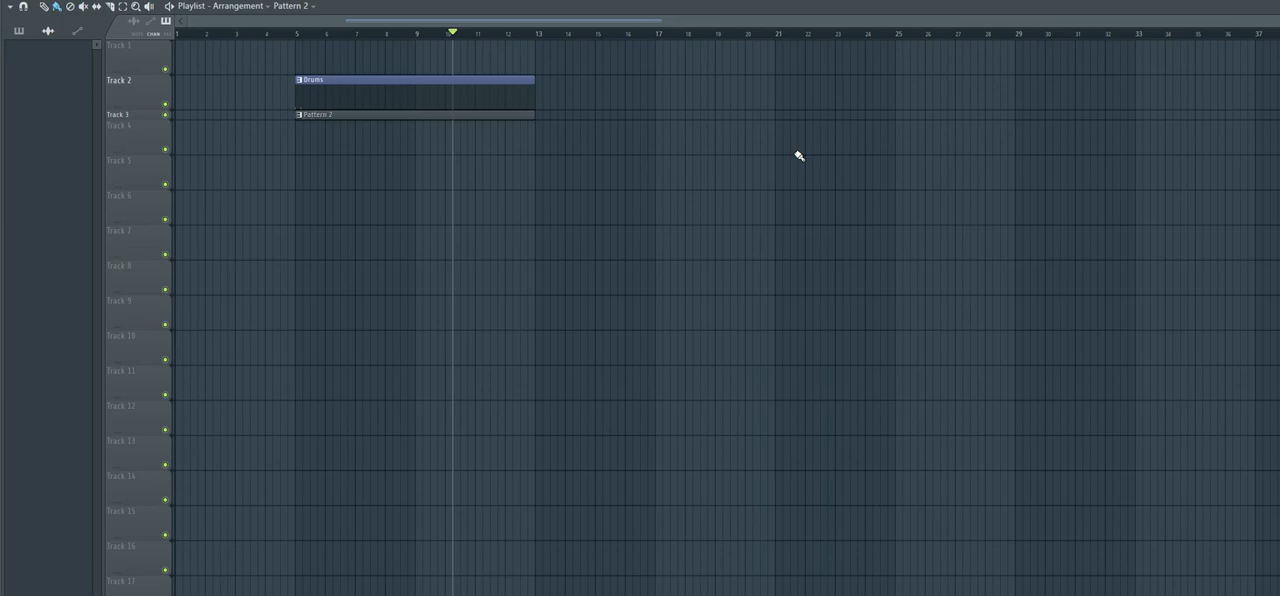 Playlist - Arrangement › Pattern 2 ›
NOTE CHAN PAT
1 2 3 4 5 6 7 8 9 10 11 12 13 14 15 16 17 18 19 20 21 22 23 24 25 26 27 28 29 30 31 32 33 34 35 36 37
Track 1
Track 2
Drums
Track 3
Pattern 2
Track 4
Track 5
Track 6
Track 7
Track 8
Track 9
Track 10
Track 11
Track 12
Track 13
Track 14
Track 15
Track 16
Track 17